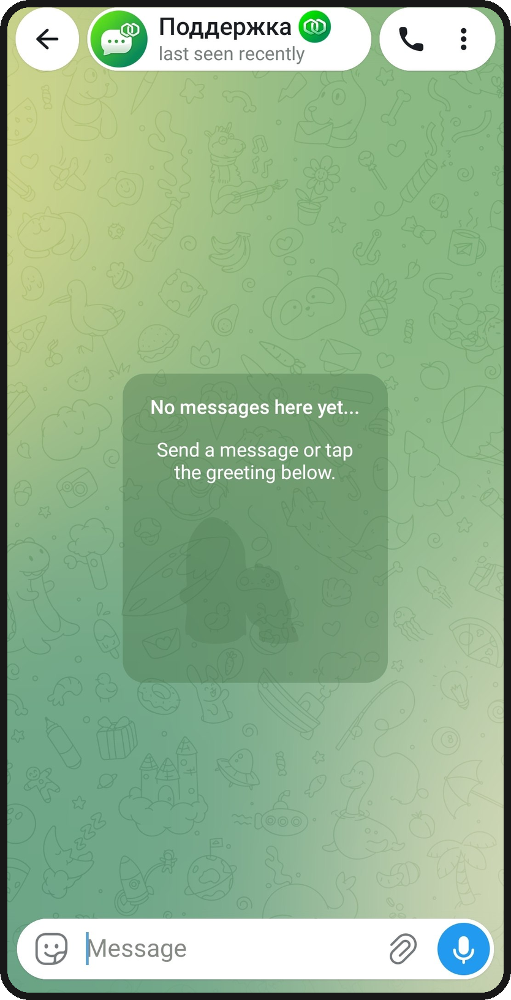 Поддержка
last seen recently
No messages here yet...
Send a message or tap
the greeting below.
Message